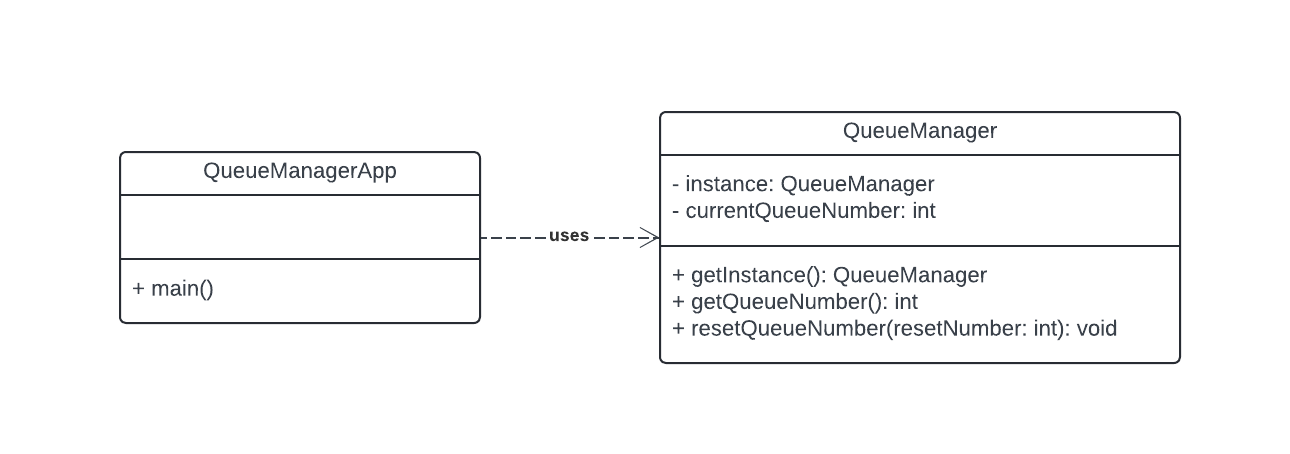 QueueManagerApp
+ main()
uses
QueueManager
- instance: QueueManager
- currentQueueNumber: int
+ getInstance(): QueueManager
+ getQueueNumber(): int
+ resetQueueNumber(resetNumber: int): void